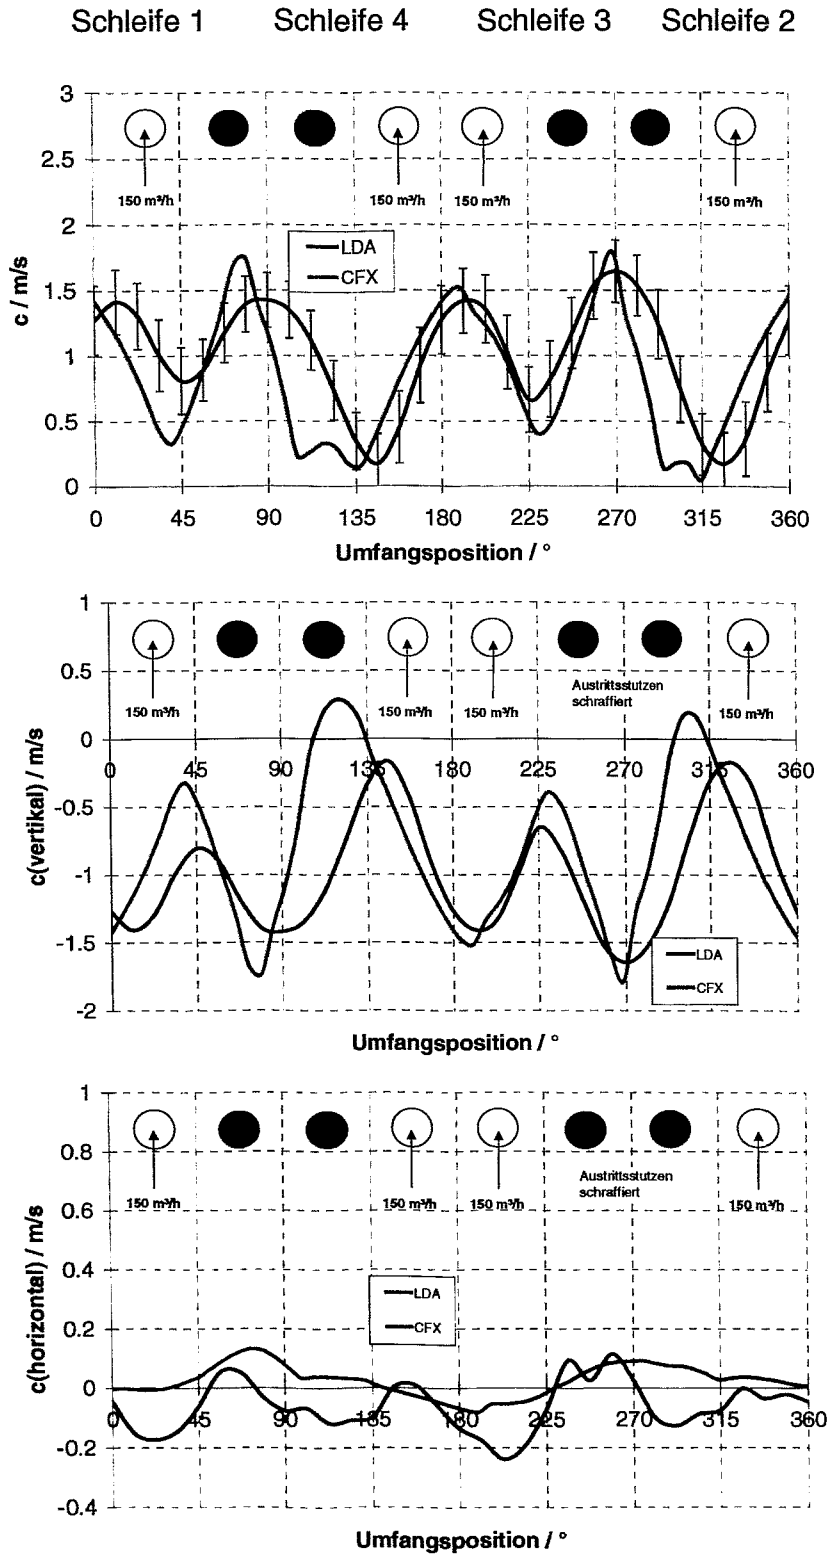 Schleife 1 Schleife 4 Schleife 3 Schleife 2
3
2.5
2
1.5
1
0.5
0
c / m/s
150 m³/h 150 m³/h 150 m³/h 150 m³/h
LDA
CFX
0 45 90 135 180 225 270 315 360
Umfangsposition / °
1
0.5
0
-0.5
-1
-1.5
-2
c(vertikal) / m/s
Austrittsstutzen
schraffiert
150 m³/h 150 m³/h 150 m³/h 150 m³/h
0 45 90 135 180 225 270 315 360
LDA
CFX
Umfangsposition / °
1
0.8
0.6
0.4
0.2
0
-0.2
-0.4
c(horizontal) / m/s
Austrittsstutzen
schraffiert
150 m³/h 150 m³/h 150 m³/h 150 m³/h
LDA
CFX
0 45 90 135 180 225 270 315 360
Umfangsposition / °